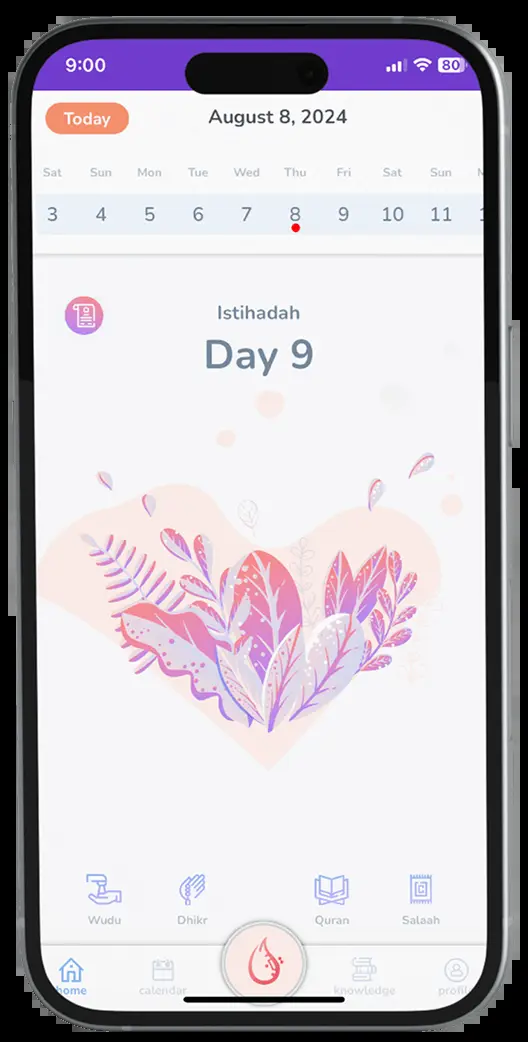 9:00
80
Today
August 8, 2024
Sat Sun Mon Tue Wed Thu Fri Sat Sun M
3 4 5 6 7 8 9 10 11 1
Istihadah
Day 9
Wudu Dhikr Quran Salaah
home calendar knowledge profil